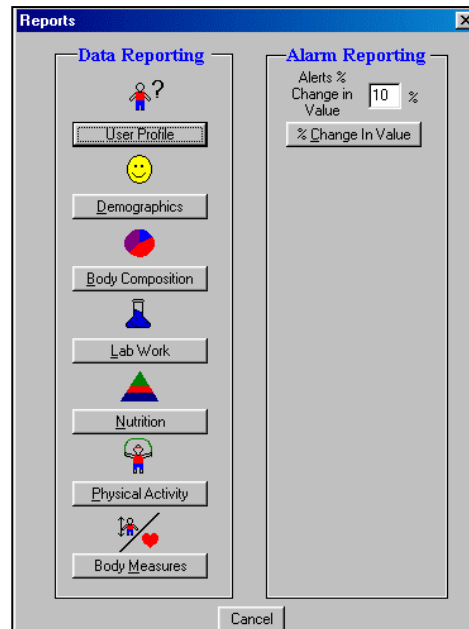 Reports
Data Reporting
?
User Profile
Demographics
Body Composition
Lab Work
Nutrition
Physical Activity
Body Measures
Alarm Reporting
Alerts %
Change in
Value
10 %
% Change In Value
Cancel